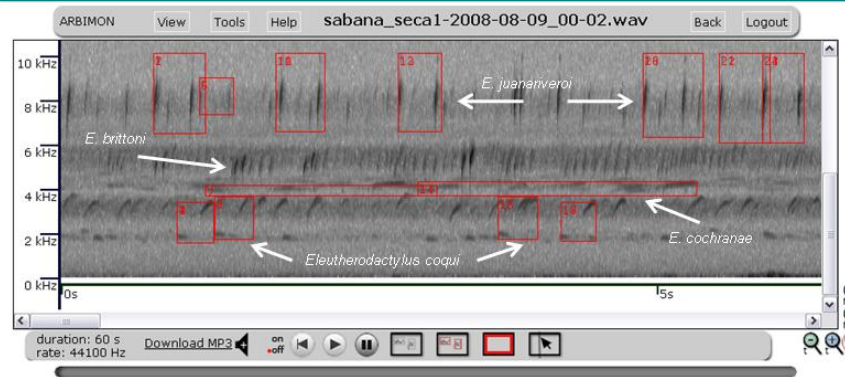 ARBIMON View Tools Help sabana_seca1-2008-08-09_00-02.wav Back Logout
10 kHz
8 kHz
6 kHz
4 kHz
2 kHz
0 kHz
E. juanariveroi
E. brittoni
E. cochranae
Eleutherodactylus coqui
13
0s 5s
duration: 60 s
rate: 44100 Hz
Download MP3
on
off